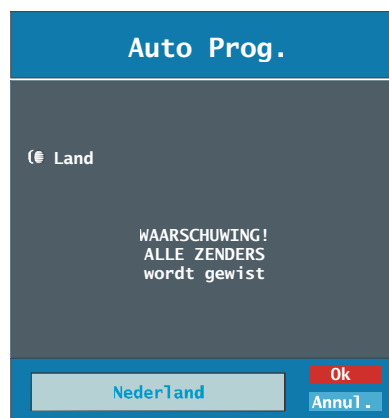 Auto Prog.
Land
WAARSCHUWING!
ALLE ZENDERS
wordt gewist
Nederland
Ok
Annul.